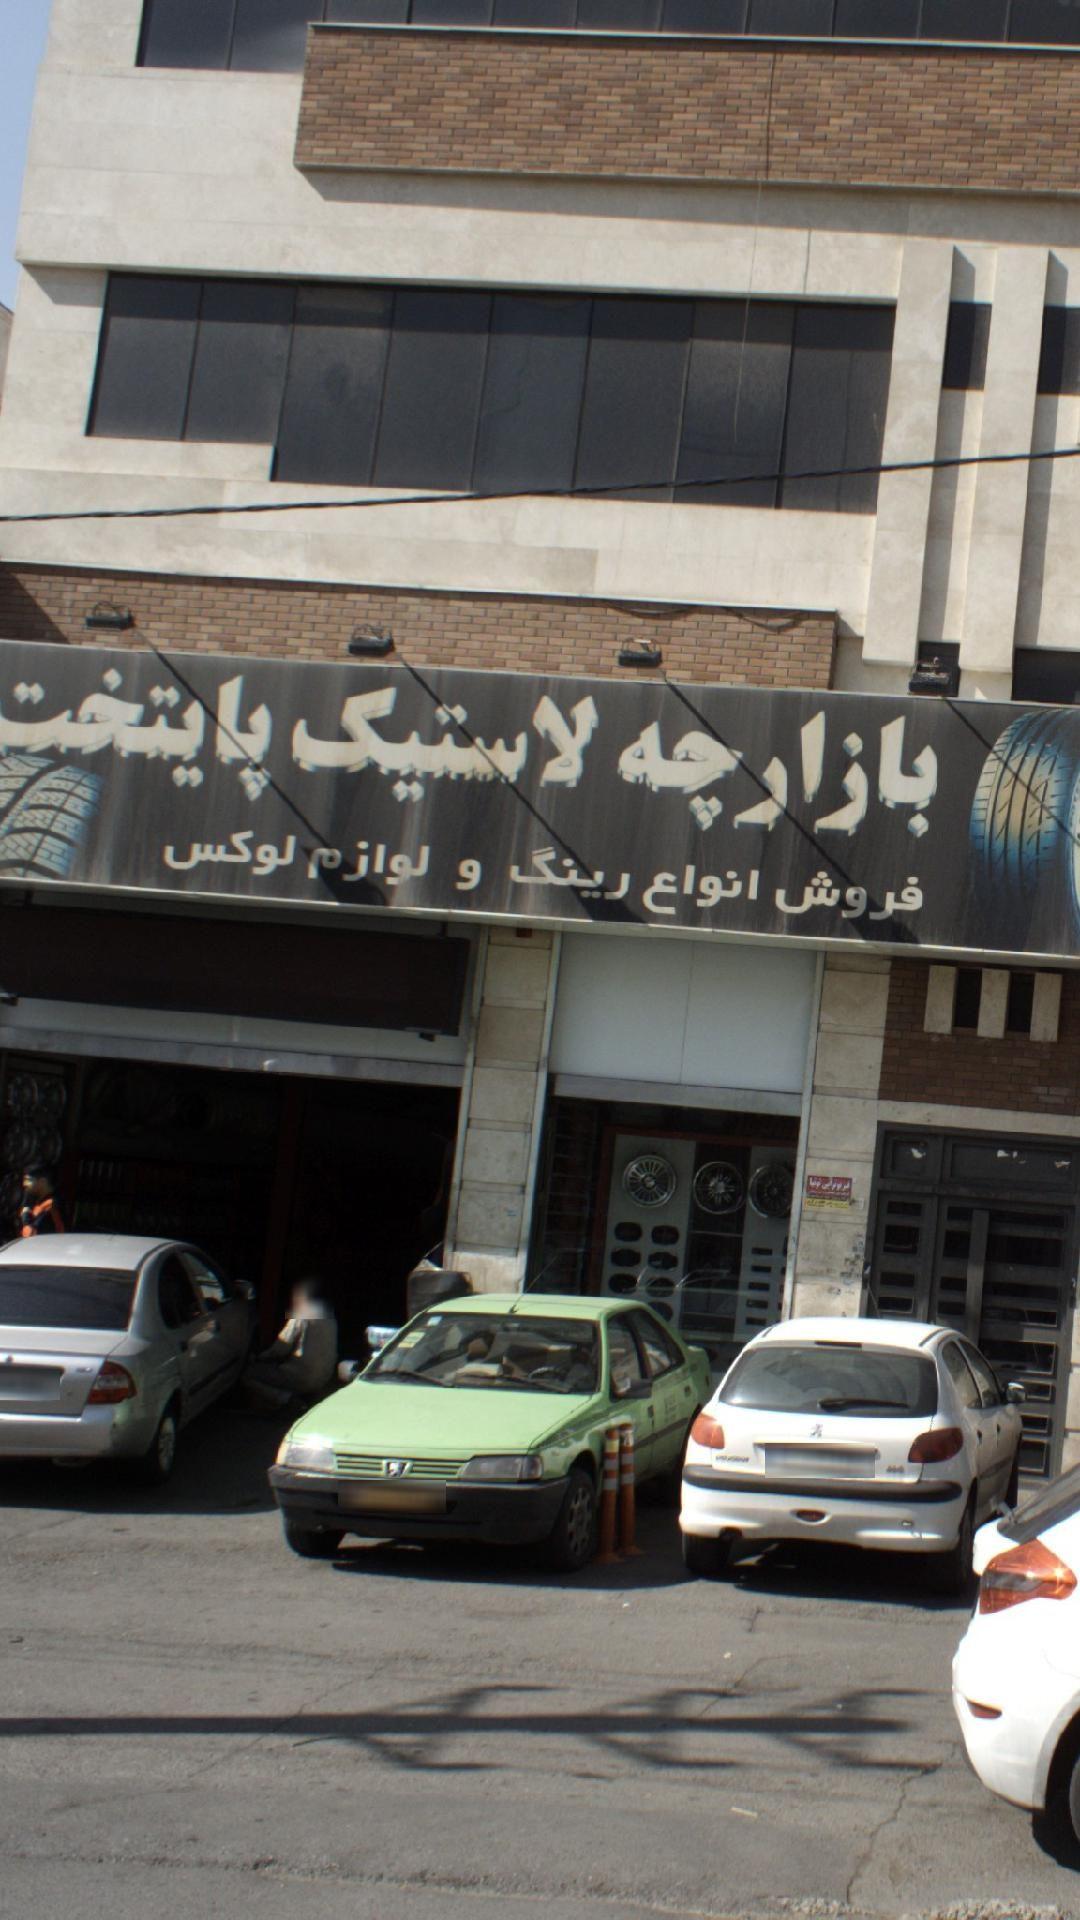 بازارچه لاستیک پایتخت
فروش انواع رینگ و لوازم لوکس